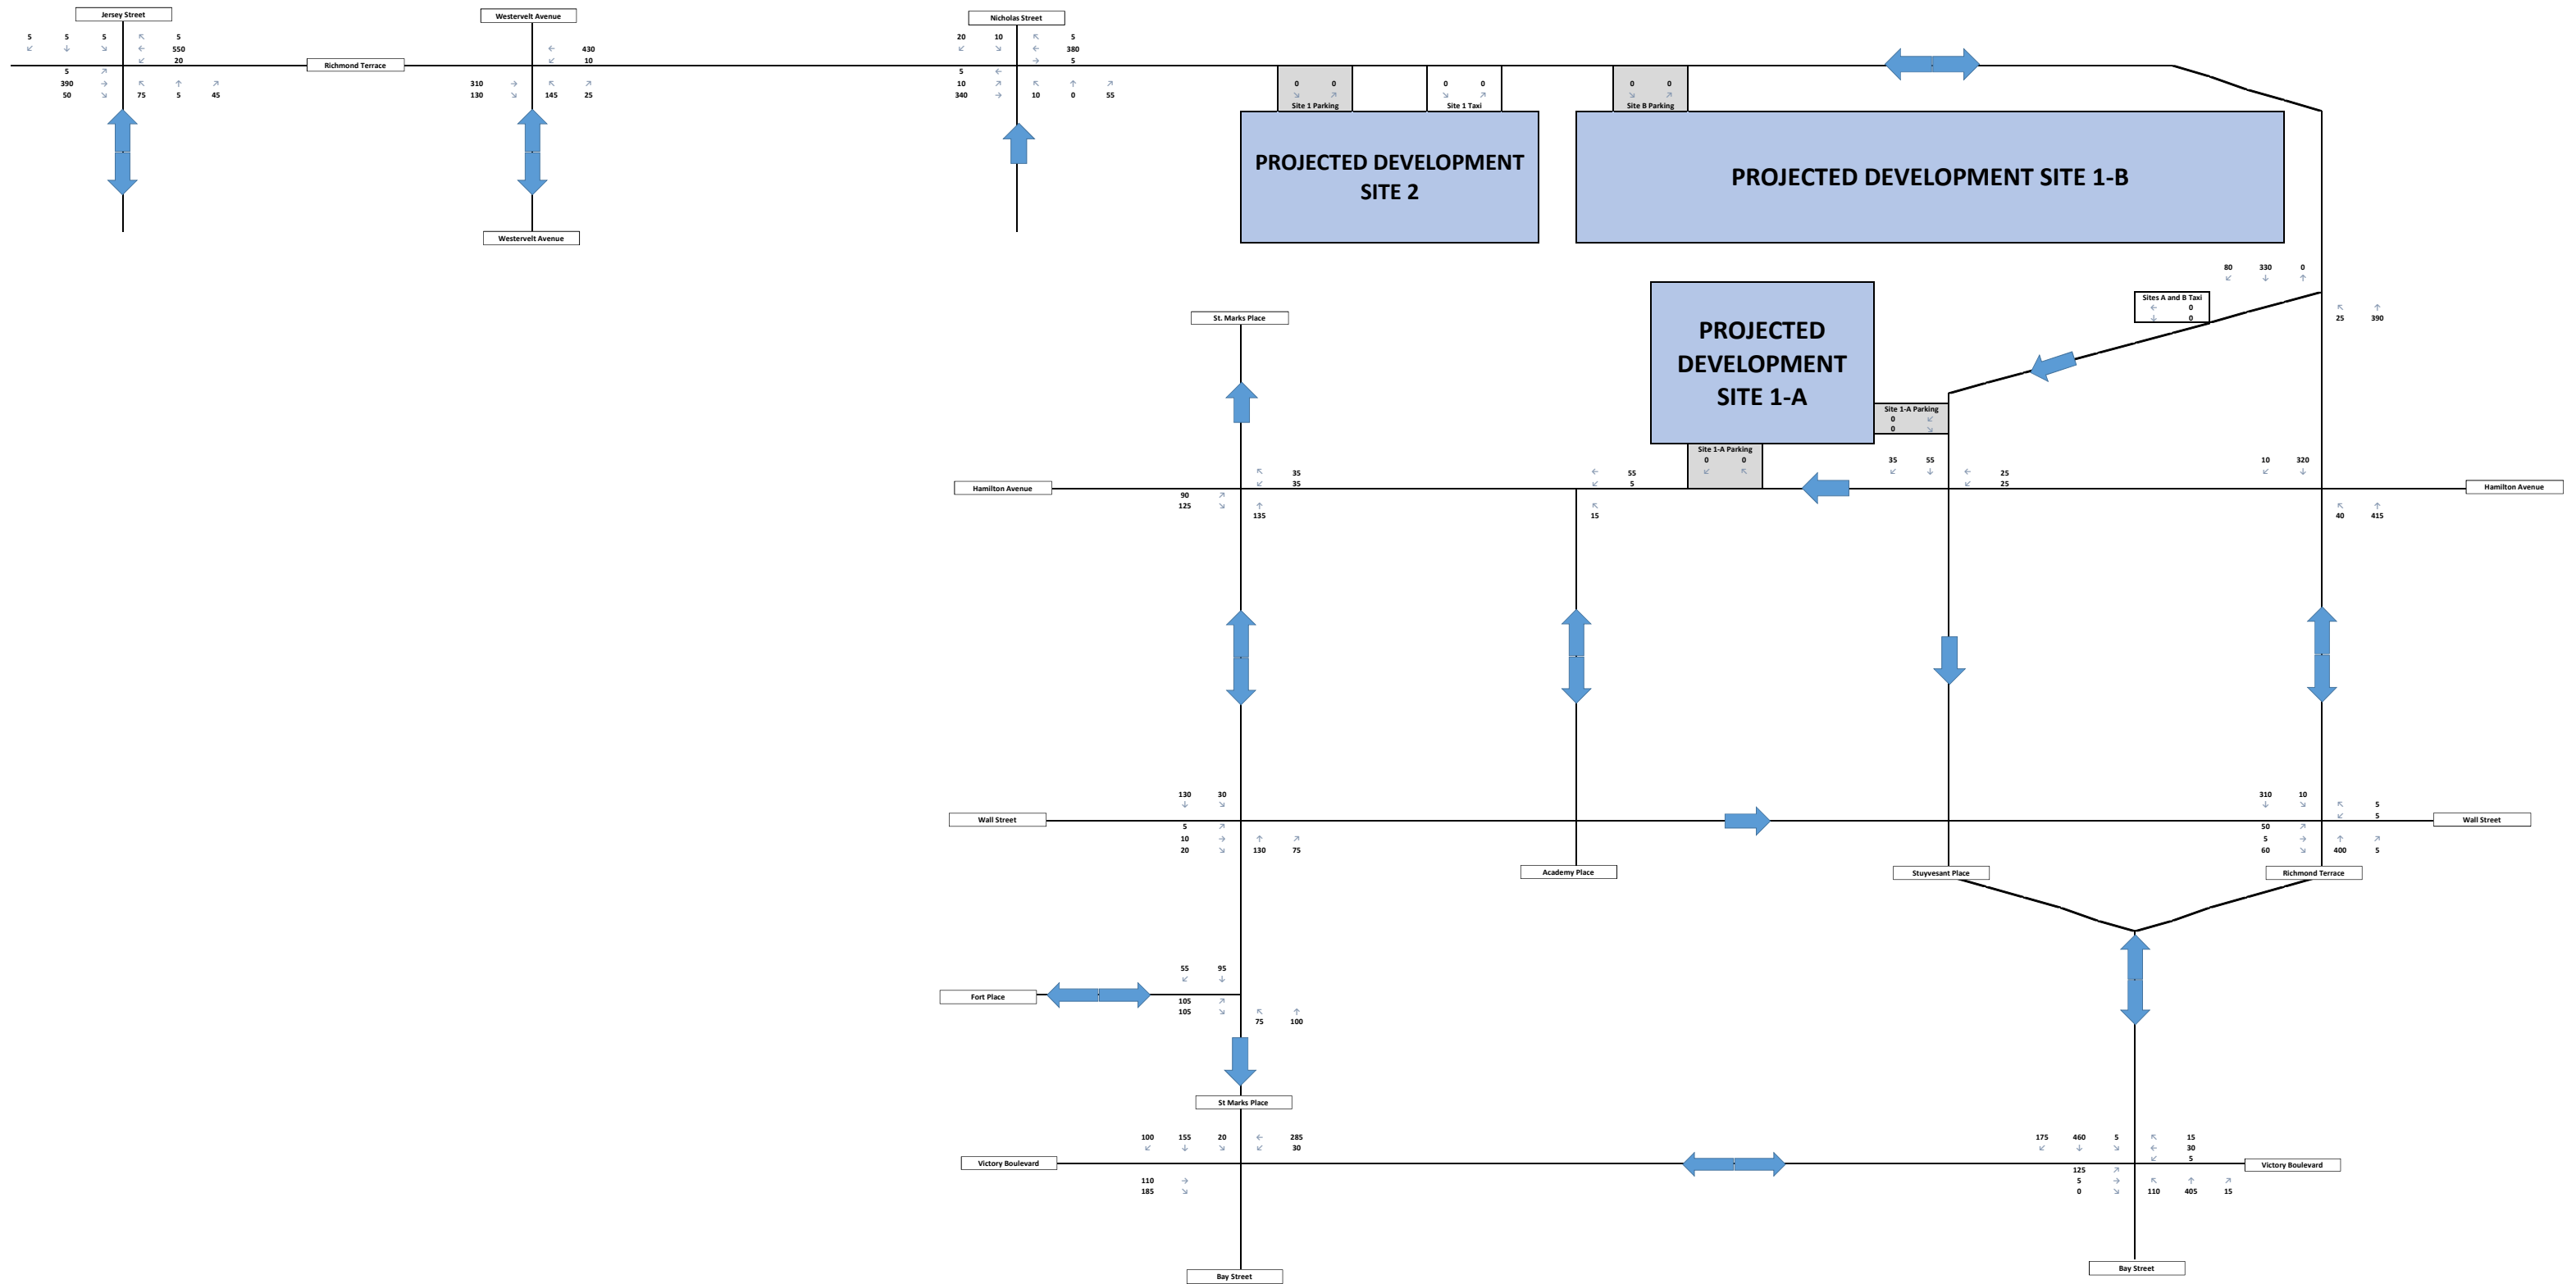 Jersey Street
Westervelt Avenue
Nicholas Street
5 5 5 ↖ 5
↙ ↓ ↘ ← 550
↙ 20
← 430
↙ 10
20 10 ↖ 5
↙ ↘ ← 380
→ 5
Richmond Terrace
5 ↗
390 → ↖ ↑ ↗
50 ↘ 75 5 45
310 → ↖ ↗
130 ↘ 145 25
5 ←
10 ↗ ↖ ↑ ↗
340 → 10 0 55
0 0
↘ ↗
Site 1 Parking
0 0
↘ ↗
Site 1 Taxi
0 0
↘ ↗
Site B Parking
PROJECTED DEVELOPMENT
SITE 2
PROJECTED DEVELOPMENT SITE 1-B
Westervelt Avenue
80 330 0
↙ ↓ ↑
Sites A and B Taxi
← 0
↓ 0
↖ ↑
25 390
St. Marks Place
PROJECTED
DEVELOPMENT
SITE 1-A
Site 1-A Parking
0 ↙
0 ↘
Site 1-A Parking
0 0
↙ ↖
↖ 35
↙ 35
← 55
↙ 5
35 55 ← 25
↙ ↓ ↙ 25
10 320
↙ ↓
Hamilton Avenue
Hamilton Avenue
90 ↗
125 ↘ ↑
135
↖
15
↖ ↑
40 415
130 30
↓ ↘
310 10 ↖ 5
↓ ↘ ↙ 5
Wall Street
Wall Street
5 ↗
10 → ↑ ↗
20 ↘ 130 75
50 ↗
5 → ↑ ↗
60 ↘ 400 5
Academy Place
Stuyvesant Place
Richmond Terrace
55 95
↙ ↓
Fort Place
105 ↗
105 ↘ ↖ ↑
75 100
St Marks Place
100 155 20 ← 285
↙ ↓ ↘ ↙ 30
175 460 5 ↖ 15
↙ ↓ ↘ ← 30
↙ 5
Victory Boulevard
Victory Boulevard
110 →
185 ↘
125 ↗
5 → ↖ ↑ ↗
0 ↘ 110 405 15
Bay Street
Bay Street